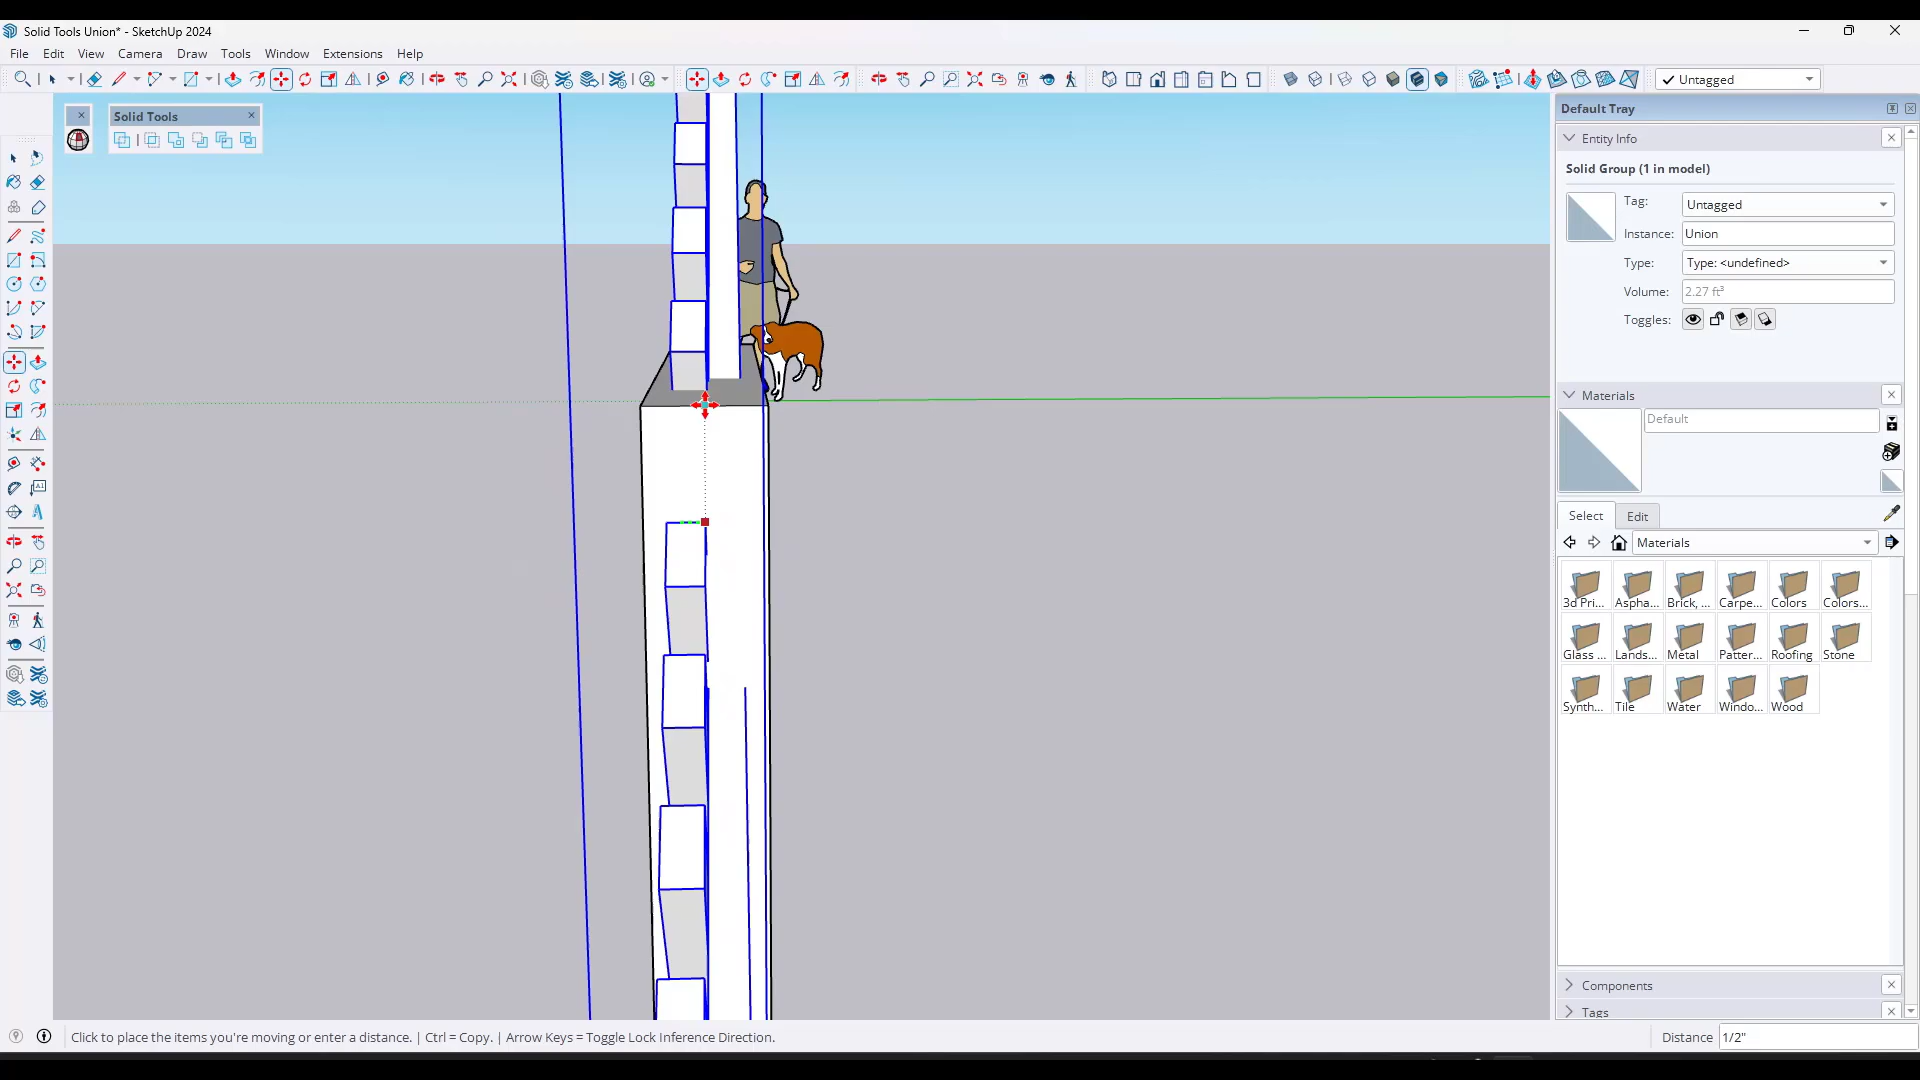 Solid Tools Union* - SketchUp 2024
File Edit View Camera Draw Tools Window Extensions Help
Untagged
Solid Tools
Default Tray
Entity Info
Solid Group (1 in model)
Tag: Untagged
Instance: Union
Type: Type: <undefined>
Volume: 2.27 ft³
Toggles:
Materials
Default
Select Edit
Materials
3d Pri... Aspha... Brick, ... Carpe... Colors Colors...
Glass ... Lands... Metal Patter... Roofing Stone
Synth... Tile Water Windo... Wood
Components
Tags
Click to place the items you're moving or enter a distance. | Ctrl = Copy. | Arrow Keys = Toggle Lock Inference Direction.
Distance 1/2"